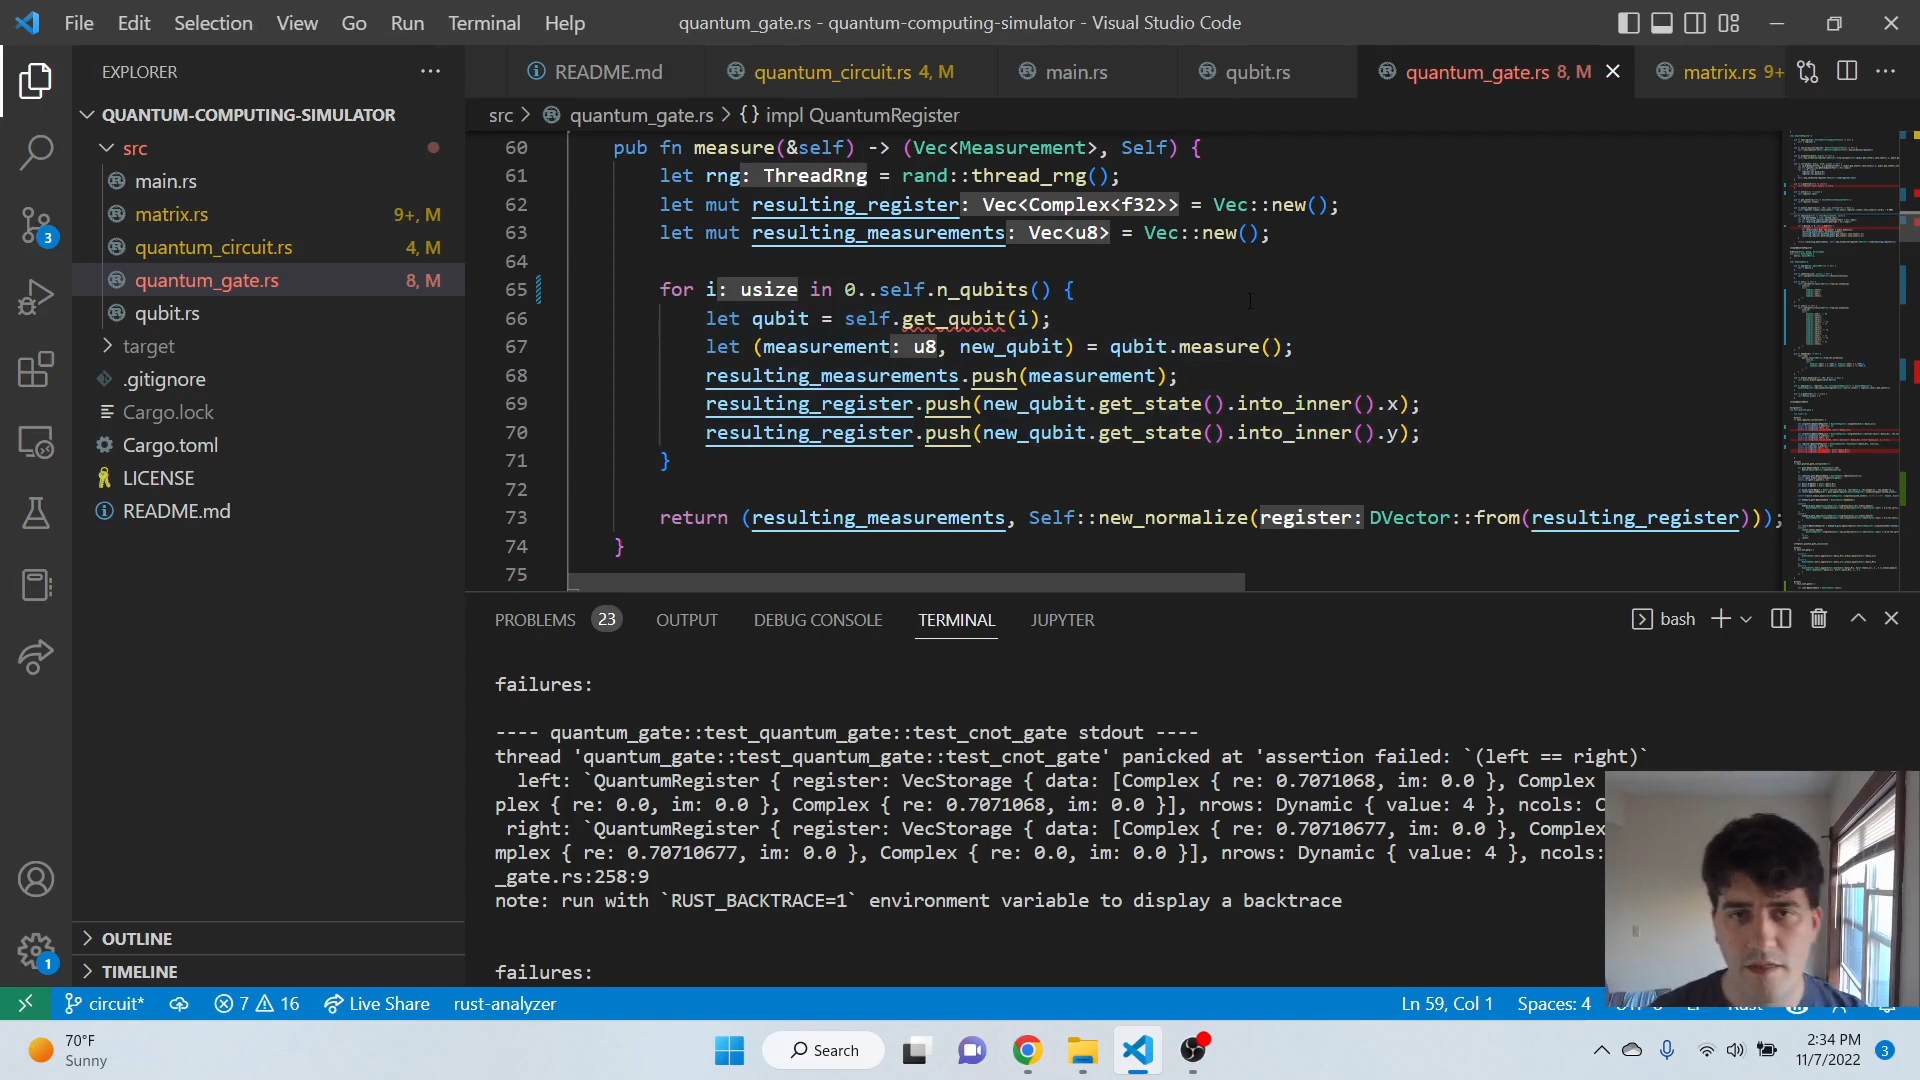 File Edit Selection View Go Run Terminal Help
quantum_gate.rs - quantum-computing-simulator - Visual Studio Code
EXPLORER
README.md
quantum_circuit.rs 4, M
main.rs
qubit.rs
quantum_gate.rs 8, M
matrix.rs 9+
src > quantum_gate.rs > {} impl QuantumRegister
QUANTUM-COMPUTING-SIMULATOR
src
main.rs
matrix.rs 9+, M
quantum_circuit.rs 4, M
quantum_gate.rs 8, M
qubit.rs
target
.gitignore
Cargo.lock
Cargo.toml
LICENSE
README.md
OUTLINE
TIMELINE
3
1
60 pub fn measure(&self) -> (Vec<Measurement>, Self) {
61 let rng: ThreadRng = rand::thread_rng();
62 let mut resulting_register: Vec<Complex<f32>> = Vec::new();
63 let mut resulting_measurements: Vec<u8> = Vec::new();
64
65 for i: usize in 0..self.n_qubits() {
66 let qubit = self.get_qubit(i);
67 let (measurement: u8, new_qubit) = qubit.measure();
68 resulting_measurements.push(measurement);
69 resulting_register.push(new_qubit.get_state().into_inner().x);
70 resulting_register.push(new_qubit.get_state().into_inner().y);
71 }
72
73 return (resulting_measurements, Self::new_normalize(register: DVector::from(resulting_register)));
74 }
75
PROBLEMS 23 OUTPUT DEBUG CONSOLE TERMINAL JUPYTER
bash
failures:
---- quantum_gate::test_quantum_gate::test_cnot_gate stdout ----
thread 'quantum_gate::test_quantum_gate::test_cnot_gate' panicked at 'assertion failed: `(left == right)`
left: `QuantumRegister { register: VecStorage { data: [Complex { re: 0.7071068, im: 0.0 }, Complex
plex { re: 0.0, im: 0.0 }, Complex { re: 0.7071068, im: 0.0 }], nrows: Dynamic { value: 4 }, ncols: C
right: `QuantumRegister { register: VecStorage { data: [Complex { re: 0.70710677, im: 0.0 }, Complex
mplex { re: 0.70710677, im: 0.0 }, Complex { re: 0.0, im: 0.0 }], nrows: Dynamic { value: 4 }, ncols:
_gate.rs:258:9
note: run with `RUST_BACKTRACE=1` environment variable to display a backtrace
failures:
circuit* 7 16 Live Share rust-analyzer
Ln 59, Col 1 Spaces: 4
70°F
Sunny
Search
2:34 PM
11/7/2022
3